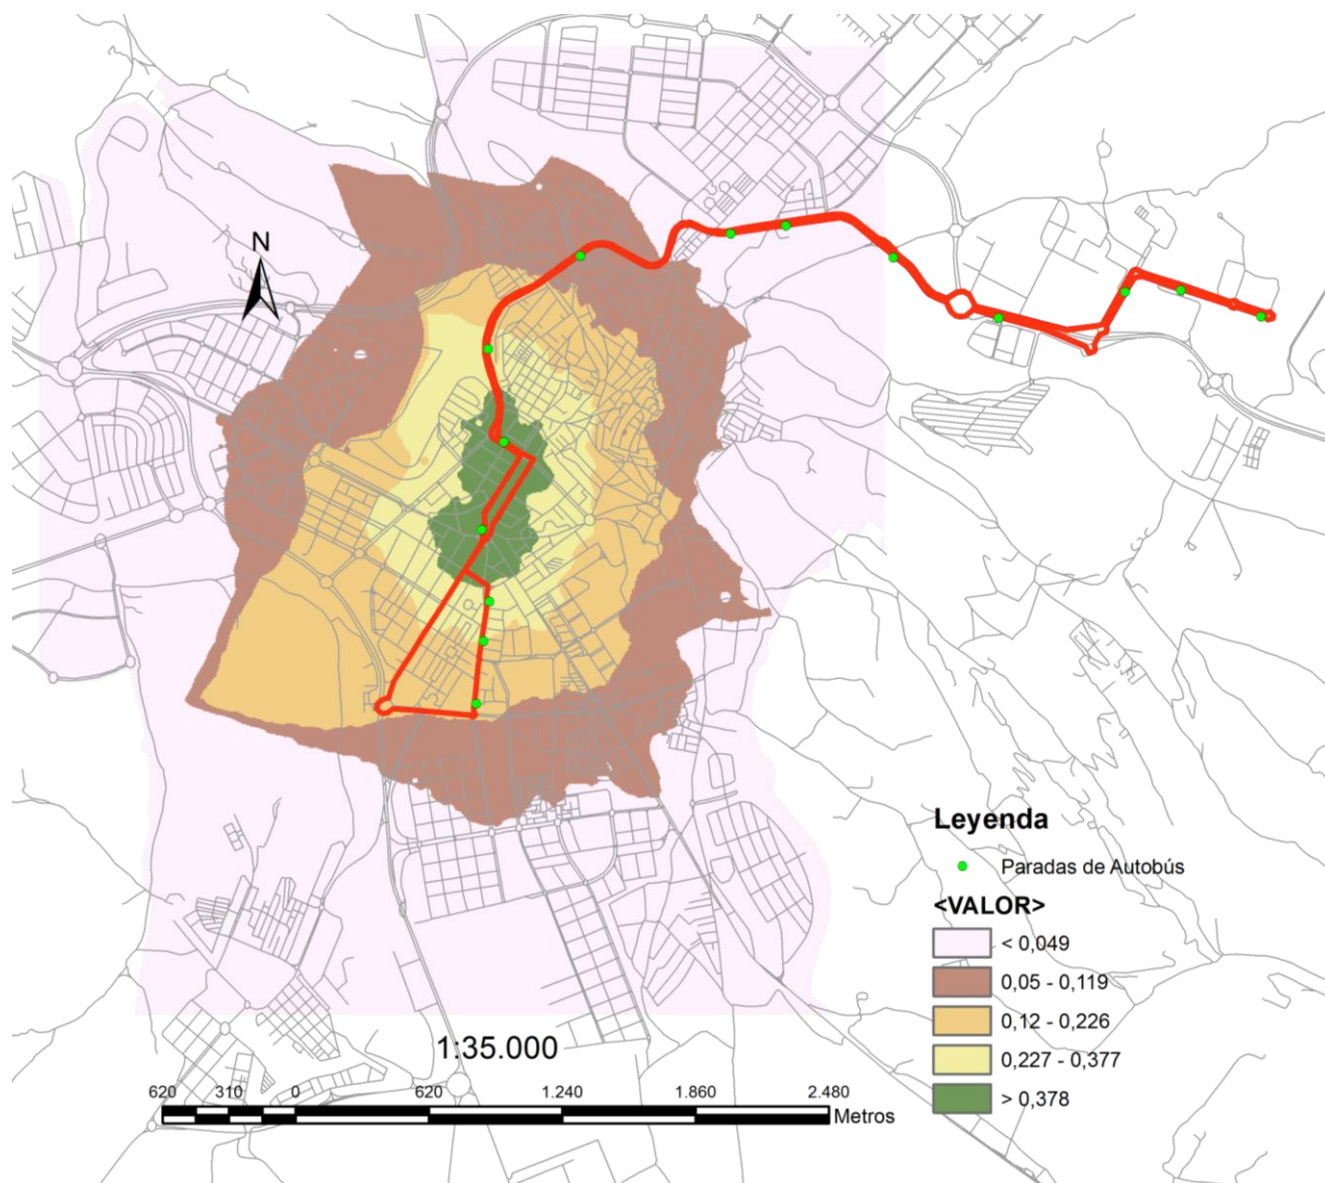 N
Leyenda
Paradas de Autobús
<VALOR>
< 0,049
0,05 - 0,119
0,12 - 0,226
0,227 - 0,377
> 0,378
1:35.000
620 310 0 620 1.240 1.860 2.480
Metros